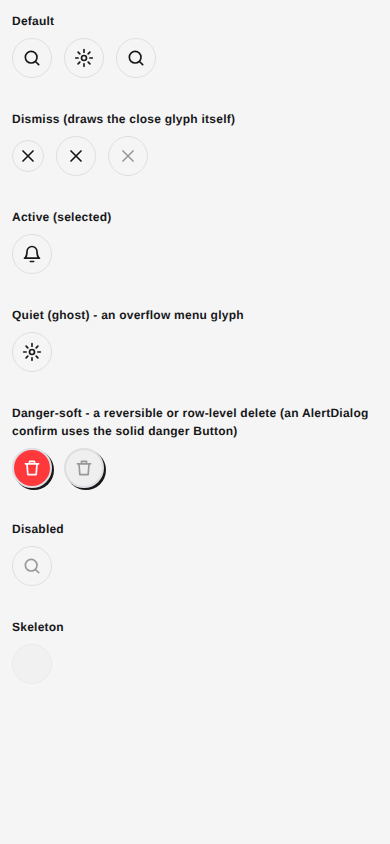 Default
Dismiss (draws the close glyph itself)
Active (selected)
Quiet (ghost) - an overflow menu glyph
Danger-soft - a reversible or row-level delete (an AlertDialog
confirm uses the solid danger Button)
Disabled
Skeleton